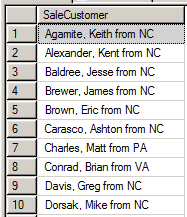 SaleCustomer
1 Agamite, Keith from NC
2 Alexander, Kent from NC
3 Baldree, Jesse from NC
4 Brewer, James from NC
5 Brown, Eric from NC
6 Carasco, Ashton from NC
7 Charles, Matt from PA
8 Conrad, Brian from VA
9 Davis, Greg from NC
10 Dorsak, Mike from NC